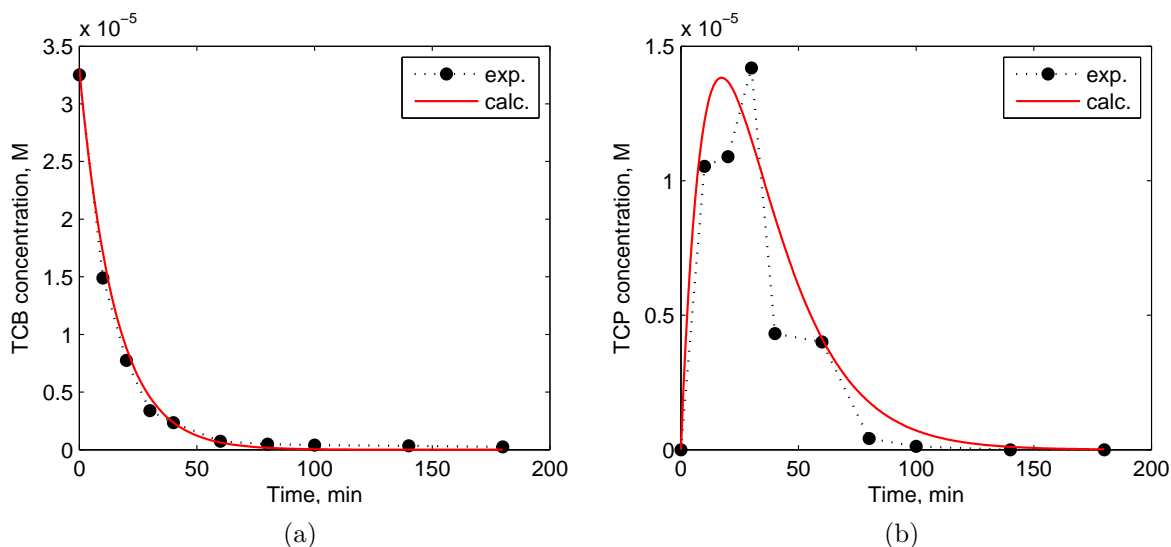 x 10⁻⁵
3.5
3
2.5
2
1.5
1
0.5
0
0 50 100 150 200
TCB concentration, M
Time, min
exp.
calc.
(a)
x 10⁻⁵
1.5
1
0.5
0
0 50 100 150 200
TCP concentration, M
Time, min
exp.
calc.
(b)